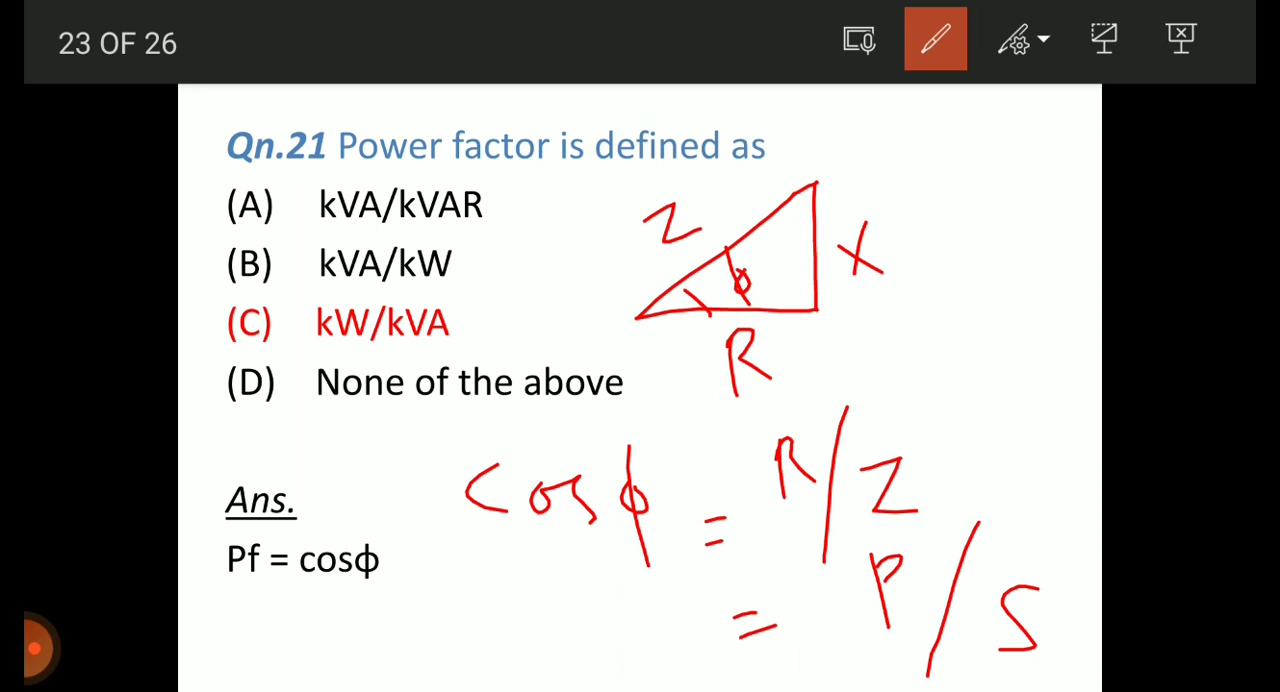 23 OF 26
Qn.21 Power factor is defined as
(A) kVA/kVAR
(B) kVA/kW
(C) kW/kVA
(D) None of the above
Z
X
ϕ
R
Ans.
Pf = cosϕ
cosϕ = R/Z
= P/S